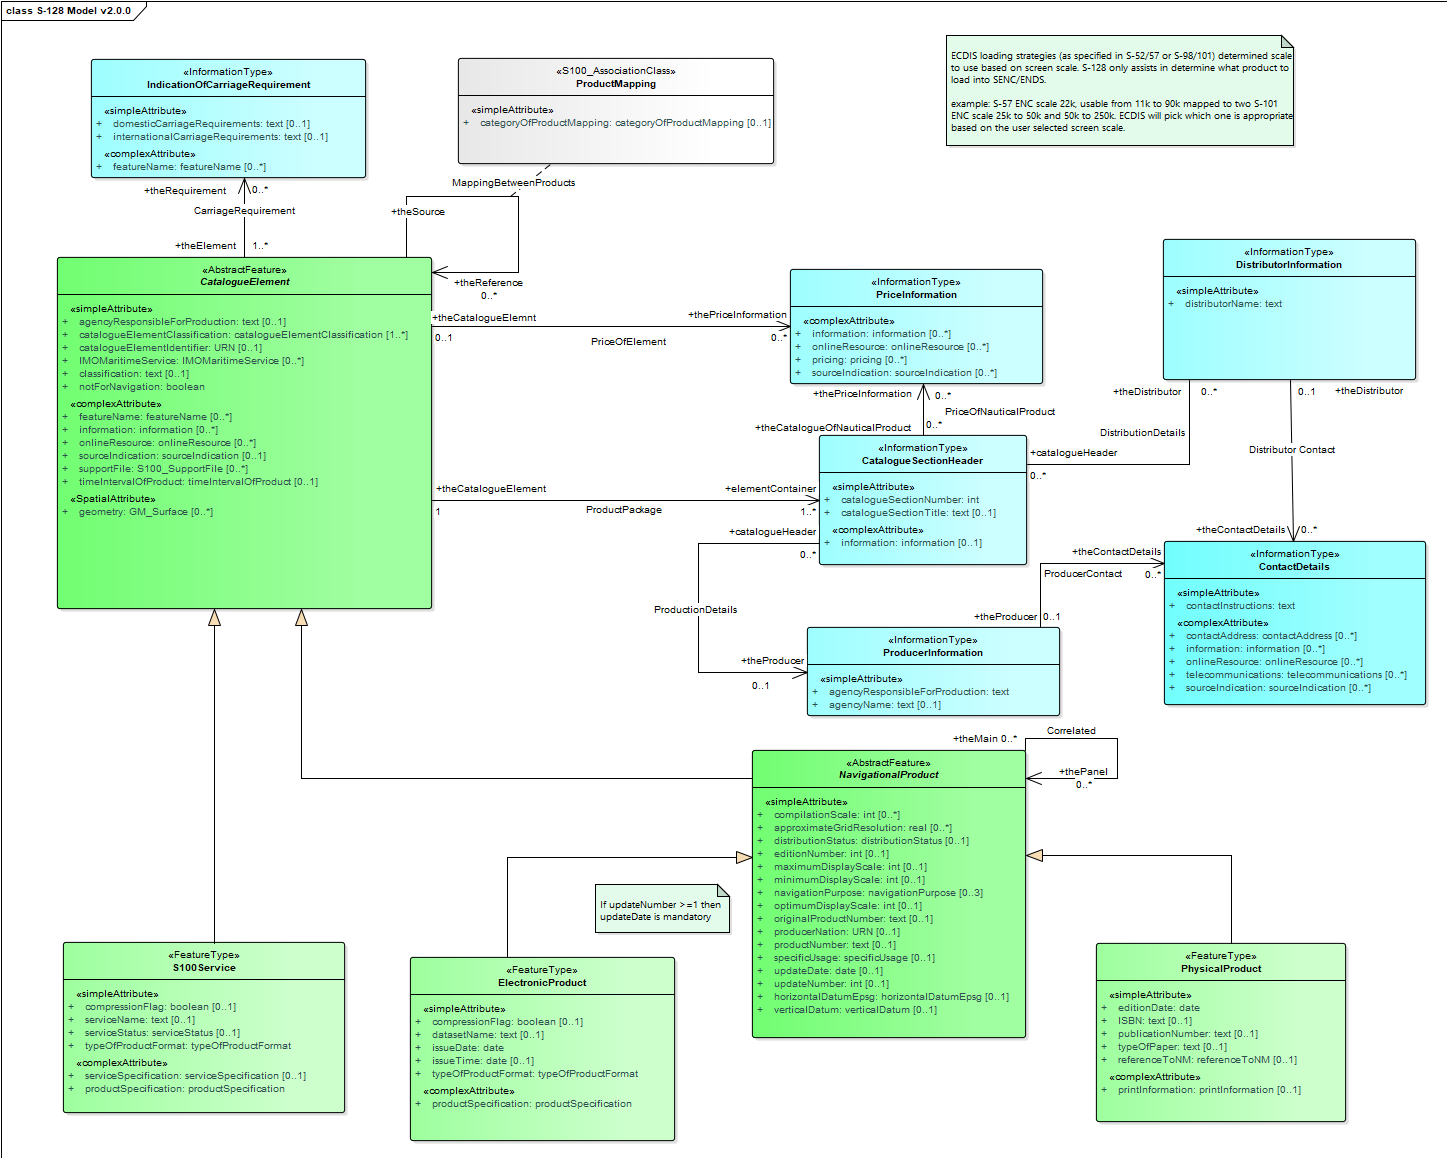 class S-128 Model v2.0.0
«InformationType»
IndicationOfCarriageRequirement
«simpleAttribute»
+ domesticCarriageRequirements: text [0..1]
+ internationalCarriageRequirements: text [0..1]
«complexAttribute»
+ featureName: featureName [0..*]
«S100_AssociationClass»
ProductMapping
«simpleAttribute»
+ categoryOfProductMapping: categoryOfProductMapping [0..1]
ECDIS loading strategies (as specified in S-52/57 or S-98/101) determined scale
to use based on screen scale. S-128 only assists in determine what product to
load into SENC/ENDS.
example: S-57 ENC scale 22k, usable from 11k to 90k mapped to two S-101
ENC scale 25k to 50k and 50k to 250k. ECDIS will pick which one is appropriate
based on the user selected screen scale.
+theRequirement
0..*
CarriageRequirement
+theElement
1..*
MappingBetweenProducts
+theSource
+theReference
0..*
«AbstractFeature»
CatalogueElement
«simpleAttribute»
+ agencyResponsibleForProduction: text [0..1]
+ catalogueElementClassification: catalogueElementClassification [1..*]
+ catalogueElementIdentifier: URN [0..1]
+ IMOMaritimeService: IMOMaritimeService [0..*]
+ classification: text [0..1]
+ notForNavigation: boolean
«complexAttribute»
+ featureName: featureName [0..*]
+ information: information [0..*]
+ onlineResource: onlineResource [0..*]
+ sourceIndication: sourceIndication [0..1]
+ supportFile: S100_SupportFile [0..*]
+ timeIntervalOfProduct: timeIntervalOfProduct [0..1]
«SpatialAttribute»
+ geometry: GM_Surface [0..*]
+theCatalogueElemnt
0..1
PriceOfElement
+thePriceInformation
0..*
«InformationType»
PriceInformation
«complexAttribute»
+ information: information [0..*]
+ onlineResource: onlineResource [0..*]
+ pricing: pricing [0..*]
+ sourceIndication: sourceIndication [0..*]
«InformationType»
DistributorInformation
«simpleAttribute»
+ distributorName: text
+thePriceInformation
0..*
PriceOfNauticalProduct
+theCatalogueOfNauticalProduct
0..*
+theDistributor
0..*
DistributionDetails
+catalogueHeader
0..*
0..1
+theDistributor
Distributor Contact
+theContactDetails
0..*
«InformationType»
CatalogueSectionHeader
«simpleAttribute»
+ catalogueSectionNumber: int
+ catalogueSectionTitle: text [0..1]
«complexAttribute»
+ information: information [0..1]
+theCatalogueElement
1
ProductPackage
+elementContainer
1..*
+catalogueHeader
0..*
ProductionDetails
+theProducer
0..1
+theContactDetails
0..*
ProducerContact
+theProducer
0..1
«InformationType»
ContactDetails
«simpleAttribute»
+ contactInstructions: text
«complexAttribute»
+ contactAddress: contactAddress [0..*]
+ information: information [0..*]
+ onlineResource: onlineResource [0..*]
+ telecommunications: telecommunications [0..*]
+ sourceIndication: sourceIndication [0..*]
«InformationType»
ProducerInformation
«simpleAttribute»
+ agencyResponsibleForProduction: text
+ agencyName: text [0..1]
+theMain 0..*
Correlated
+thePanel
0..*
«AbstractFeature»
NavigationalProduct
«simpleAttribute»
+ compilationScale: int [0..*]
+ approximateGridResolution: real [0..*]
+ distributionStatus: distributionStatus [0..1]
+ editionNumber: int [0..1]
+ maximumDisplayScale: int [0..1]
+ minimumDisplayScale: int [0..1]
+ navigationPurpose: navigationPurpose [0..3]
+ optimumDisplayScale: int [0..1]
+ originalProductNumber: text [0..1]
+ producerNation: URN [0..1]
+ productNumber: text [0..1]
+ specificUsage: specificUsage [0..1]
+ updateDate: date [0..1]
+ updateNumber: int [0..1]
+ horizontalDatumEpsg: horizontalDatumEpsg [0..1]
+ verticalDatum: verticalDatum [0..1]
If updateNumber >=1 then
updateDate is mandatory
«FeatureType»
S100Service
«simpleAttribute»
+ compressionFlag: boolean [0..1]
+ serviceName: text [0..1]
+ serviceStatus: serviceStatus [0..1]
+ typeOfProductFormat: typeOfProductFormat
«complexAttribute»
+ serviceSpecification: serviceSpecification [0..1]
+ productSpecification: productSpecification
«FeatureType»
ElectronicProduct
«simpleAttribute»
+ compressionFlag: boolean [0..1]
+ datasetName: text [0..1]
+ issueDate: date
+ issueTime: date [0..1]
+ typeOfProductFormat: typeOfProductFormat
«complexAttribute»
+ productSpecification: productSpecification
«FeatureType»
PhysicalProduct
«simpleAttribute»
+ editionDate: date
+ ISBN: text [0..1]
+ publicationNumber: text [0..1]
+ typeOfPaper: text [0..1]
+ referenceToNM: referenceToNM [0..1]
«complexAttribute»
+ printInformation: printInformation [0..1]